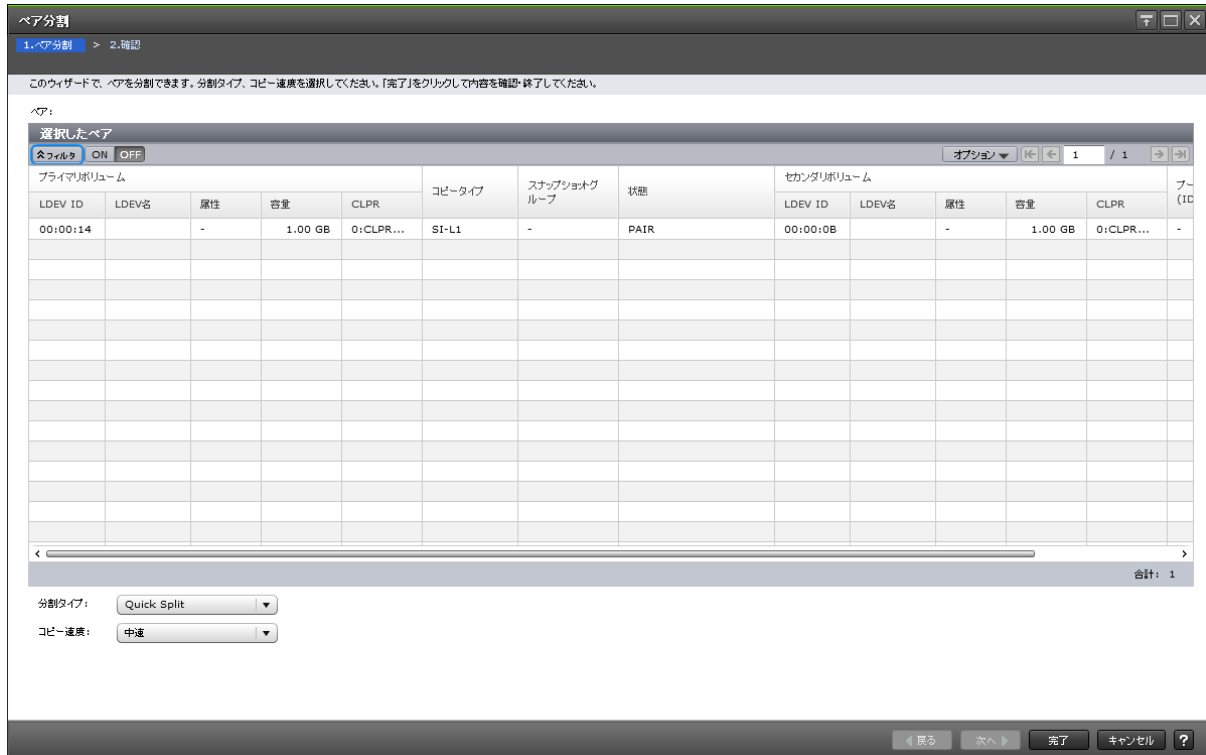 ペア分割
1.ペア分割 > 2.確認
このウィザードで、ペアを分割できます。分割タイプ、コピー速度を選択してください。「完了」をクリックして内容を確認・終了してください。
ペア:
選択したペア
フィルタ ON OFF オプション 1 / 1
プライマリボリューム コピータイプ スナップショットグループ 状態 セカンダリボリューム プー (ID
LDEV ID LDEV名 属性 容量 CLPR LDEV ID LDEV名 属性 容量 CLPR
00:00:14 - 1.00 GB 0:CLPR... SI-L1 - PAIR 00:00:0B - 1.00 GB 0:CLPR... -
合計: 1
分割タイプ: Quick Split
コピー速度: 中速
戻る 次へ 完了 キャンセル ?